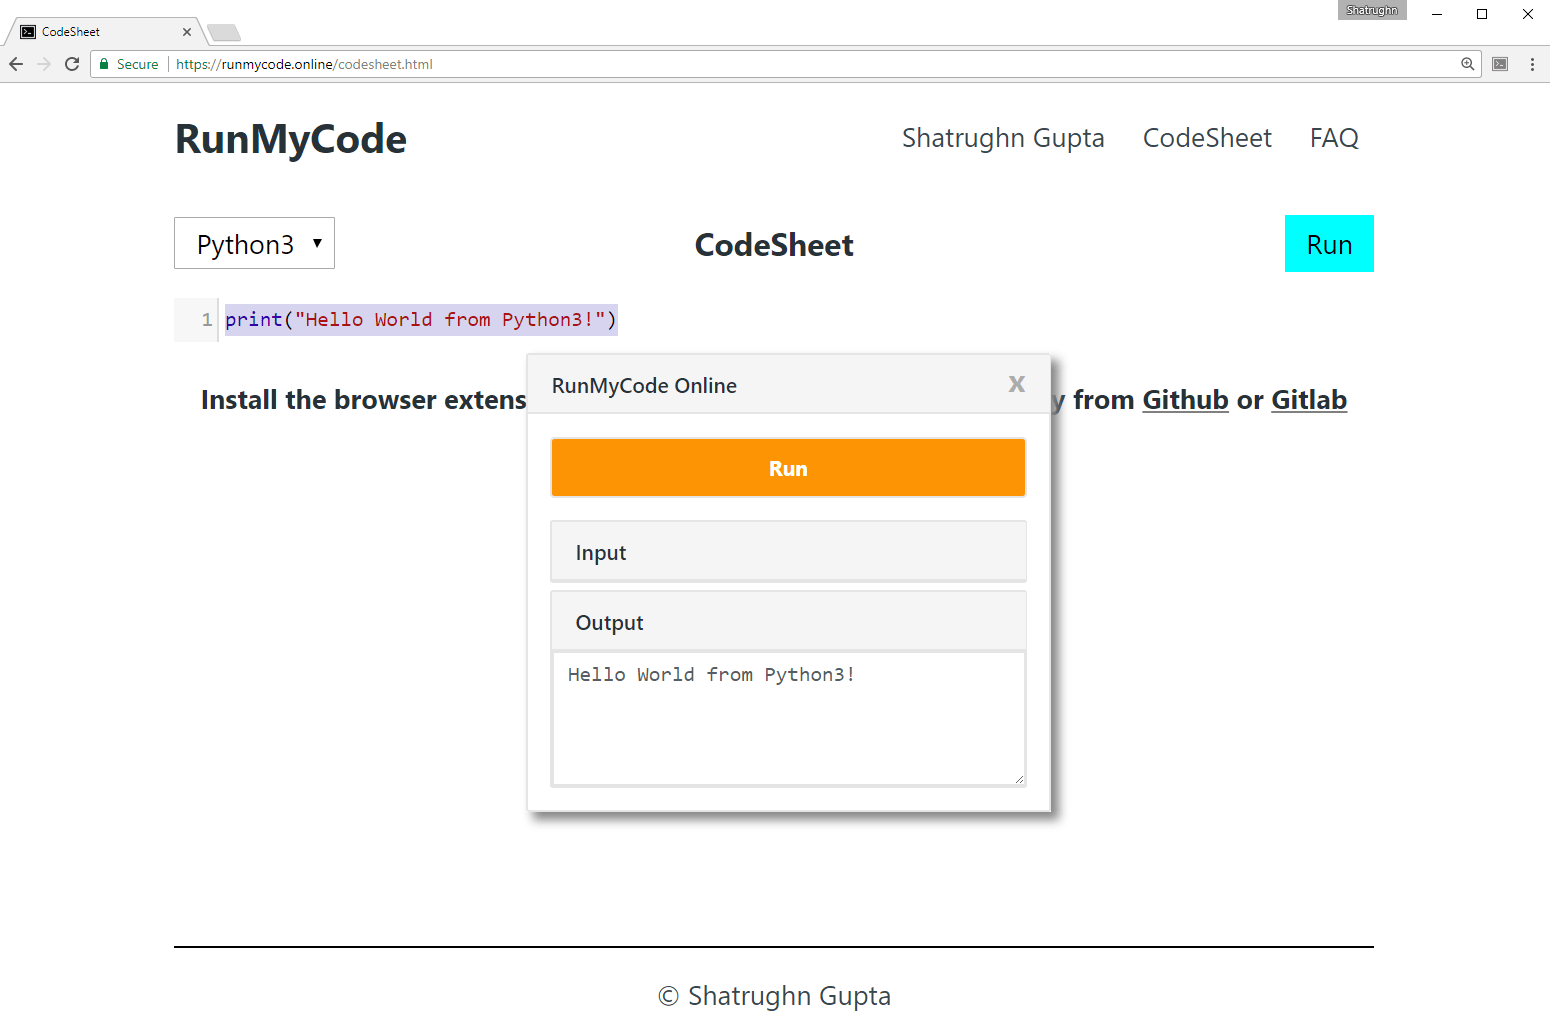 Shatrughn
CodeSheet
Secure https://runmycode.online/codesheet.html
RunMyCode
Shatrughn Gupta CodeSheet FAQ
Python3
CodeSheet
Run
1 print("Hello World from Python3!")
Install the browser from Github or Gitlab
RunMyCode Online X
Run
Input
Output
Hello World from Python3!
© Shatrughn Gupta